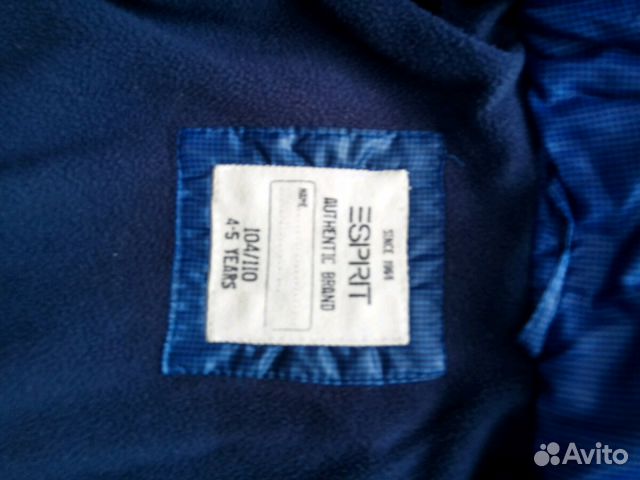 SINCE 1968
ESPRIT
AUTHENTIC BRAND
NAME
104/110
4-5 YEARS
Avito